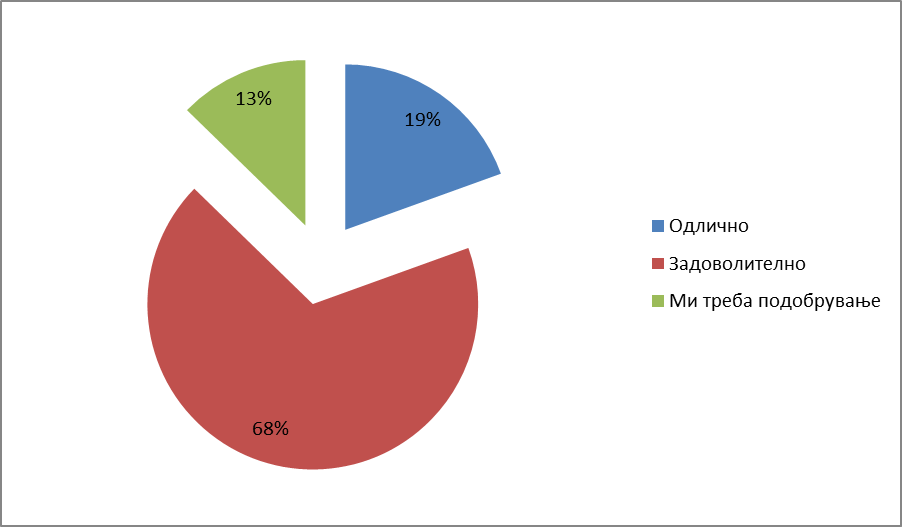 13%
19%
68%
Одлично
Задоволително
Ми треба подобрување